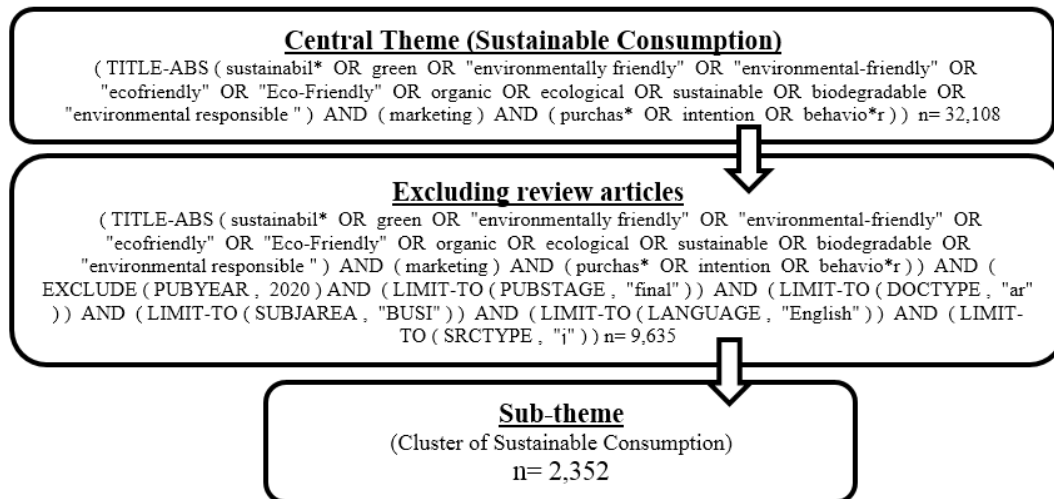 Central Theme (Sustainable Consumption)
( TITLE-ABS ( sustainabil* OR green OR "environmentally friendly" OR "environmental-friendly" OR
"ecofriendly" OR "Eco-Friendly" OR organic OR ecological OR sustainable OR biodegradable OR
"environmental responsible " ) AND ( marketing ) AND ( purchas* OR intention OR behavio*r ) ) n= 32,108
Excluding review articles
( TITLE-ABS ( sustainabil* OR green OR "environmentally friendly" OR "environmental-friendly" OR
"ecofriendly" OR "Eco-Friendly" OR organic OR ecological OR sustainable OR biodegradable OR
"environmental responsible " ) AND ( marketing ) AND ( purchas* OR intention OR behavio*r ) ) AND (
EXCLUDE ( PUBYEAR , 2020 ) AND ( LIMIT-TO ( PUBSTAGE , "final" ) ) AND ( LIMIT-TO ( DOCTYPE , "ar"
) ) AND ( LIMIT-TO ( SUBJAREA , "BUSI" ) ) AND ( LIMIT-TO ( LANGUAGE , "English" ) ) AND ( LIMIT-
TO ( SRCTYPE , "j" ) ) n= 9,635
Sub-theme
(Cluster of Sustainable Consumption)
n= 2,352